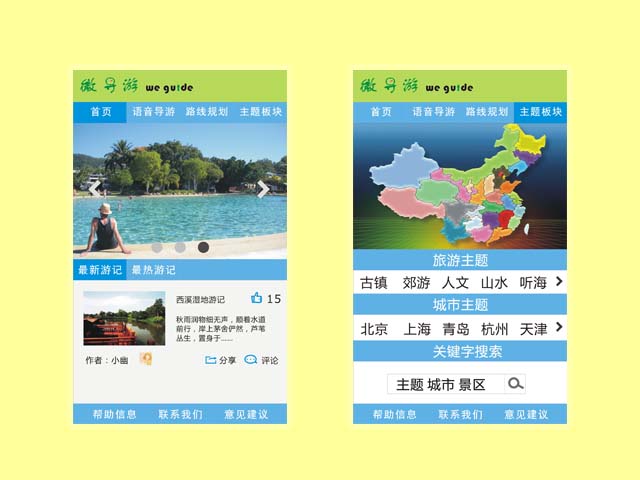 微导游 we guide
首页 语音导游 路线规划 主题板块
最新游记 最热游记
西溪湿地游记 15
秋雨润物细无声，顺着水道
前行，岸上茅舍俨然，芦苇
丛生，置身于......
作者：小幽 分享 评论
帮助信息 联系我们 意见建议
微导游 we guide
首页 语音导游 路线规划 主题板块
旅游主题
古镇 郊游 人文 山水 听海
城市主题
北京 上海 青岛 杭州 天津
关键字搜索
主题 城市 景区
帮助信息 联系我们 意见建议